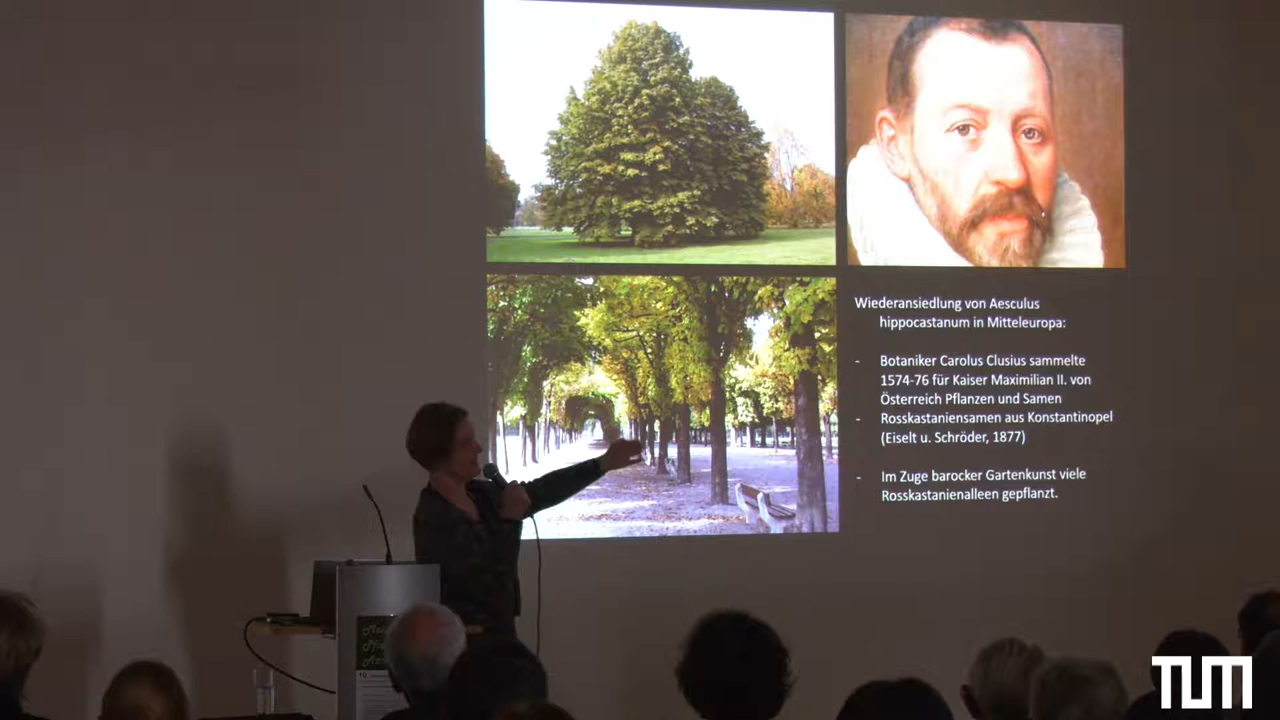 Wiederansiedlung von Aesculus
hippocastanum in Mitteleuropa:
- Botaniker Carolus Clusius sammelte
1574-76 für Kaiser Maximilian II. von
Österreich Pflanzen und Samen
- Rosskastaniensamen aus Konstantinopel
(Eiselt u. Schröder, 1877)
- Im Zuge barocker Gartenkunst viele
Rosskastanienalleen gepflanzt.
TUM